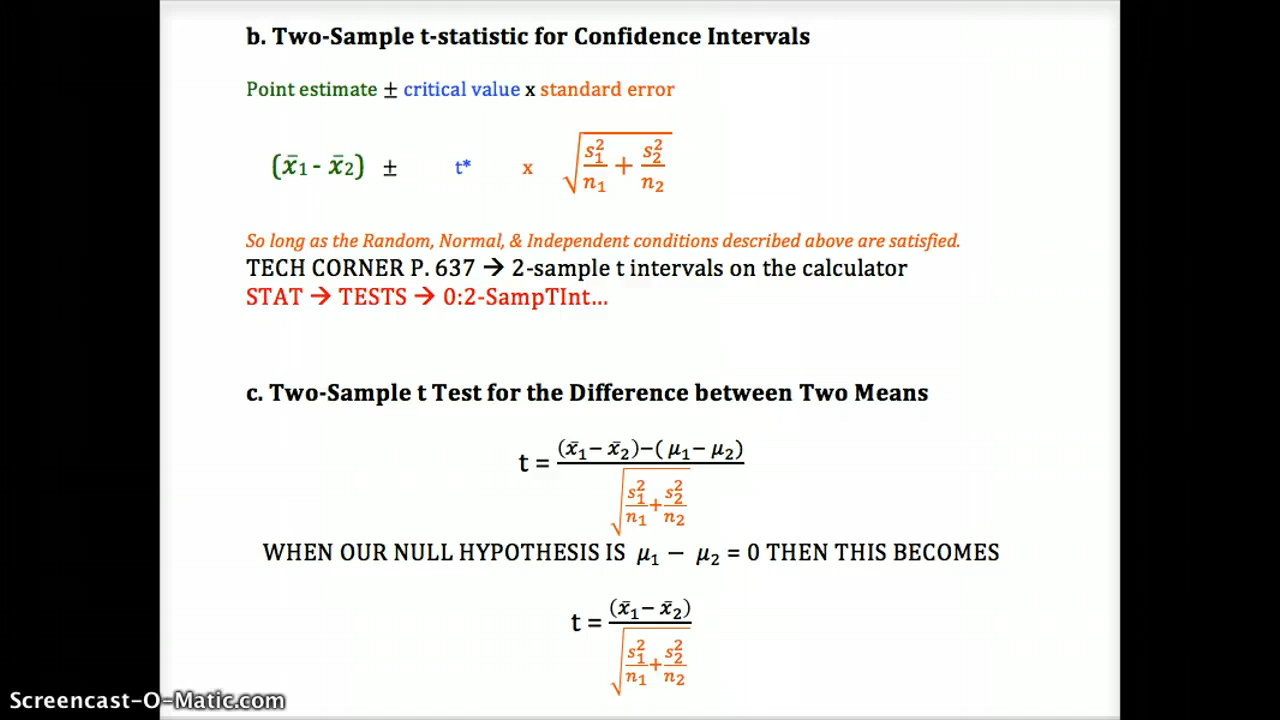 b. Two-Sample t-statistic for Confidence Intervals
Point estimate ± critical value x standard error
(x̄1 - x̄2) ± t* x √(s₁²/n₁ + s₂²/n₂)
So long as the Random, Normal, & Independent conditions described above are satisfied.
TECH CORNER P. 637 → 2-sample t intervals on the calculator
STAT → TESTS → 0:2-SampTInt...
c. Two-Sample t Test for the Difference between Two Means
t = ((x̄₁− x̄₂)−( μ₁− μ₂))/√(s₁²/n₁+s₂²/n₂)
WHEN OUR NULL HYPOTHESIS IS μ₁ − μ₂ = 0 THEN THIS BECOMES
t = (x̄₁− x̄₂)/√(s₁²/n₁+s₂²/n₂)
Screencast-O-Matic.com